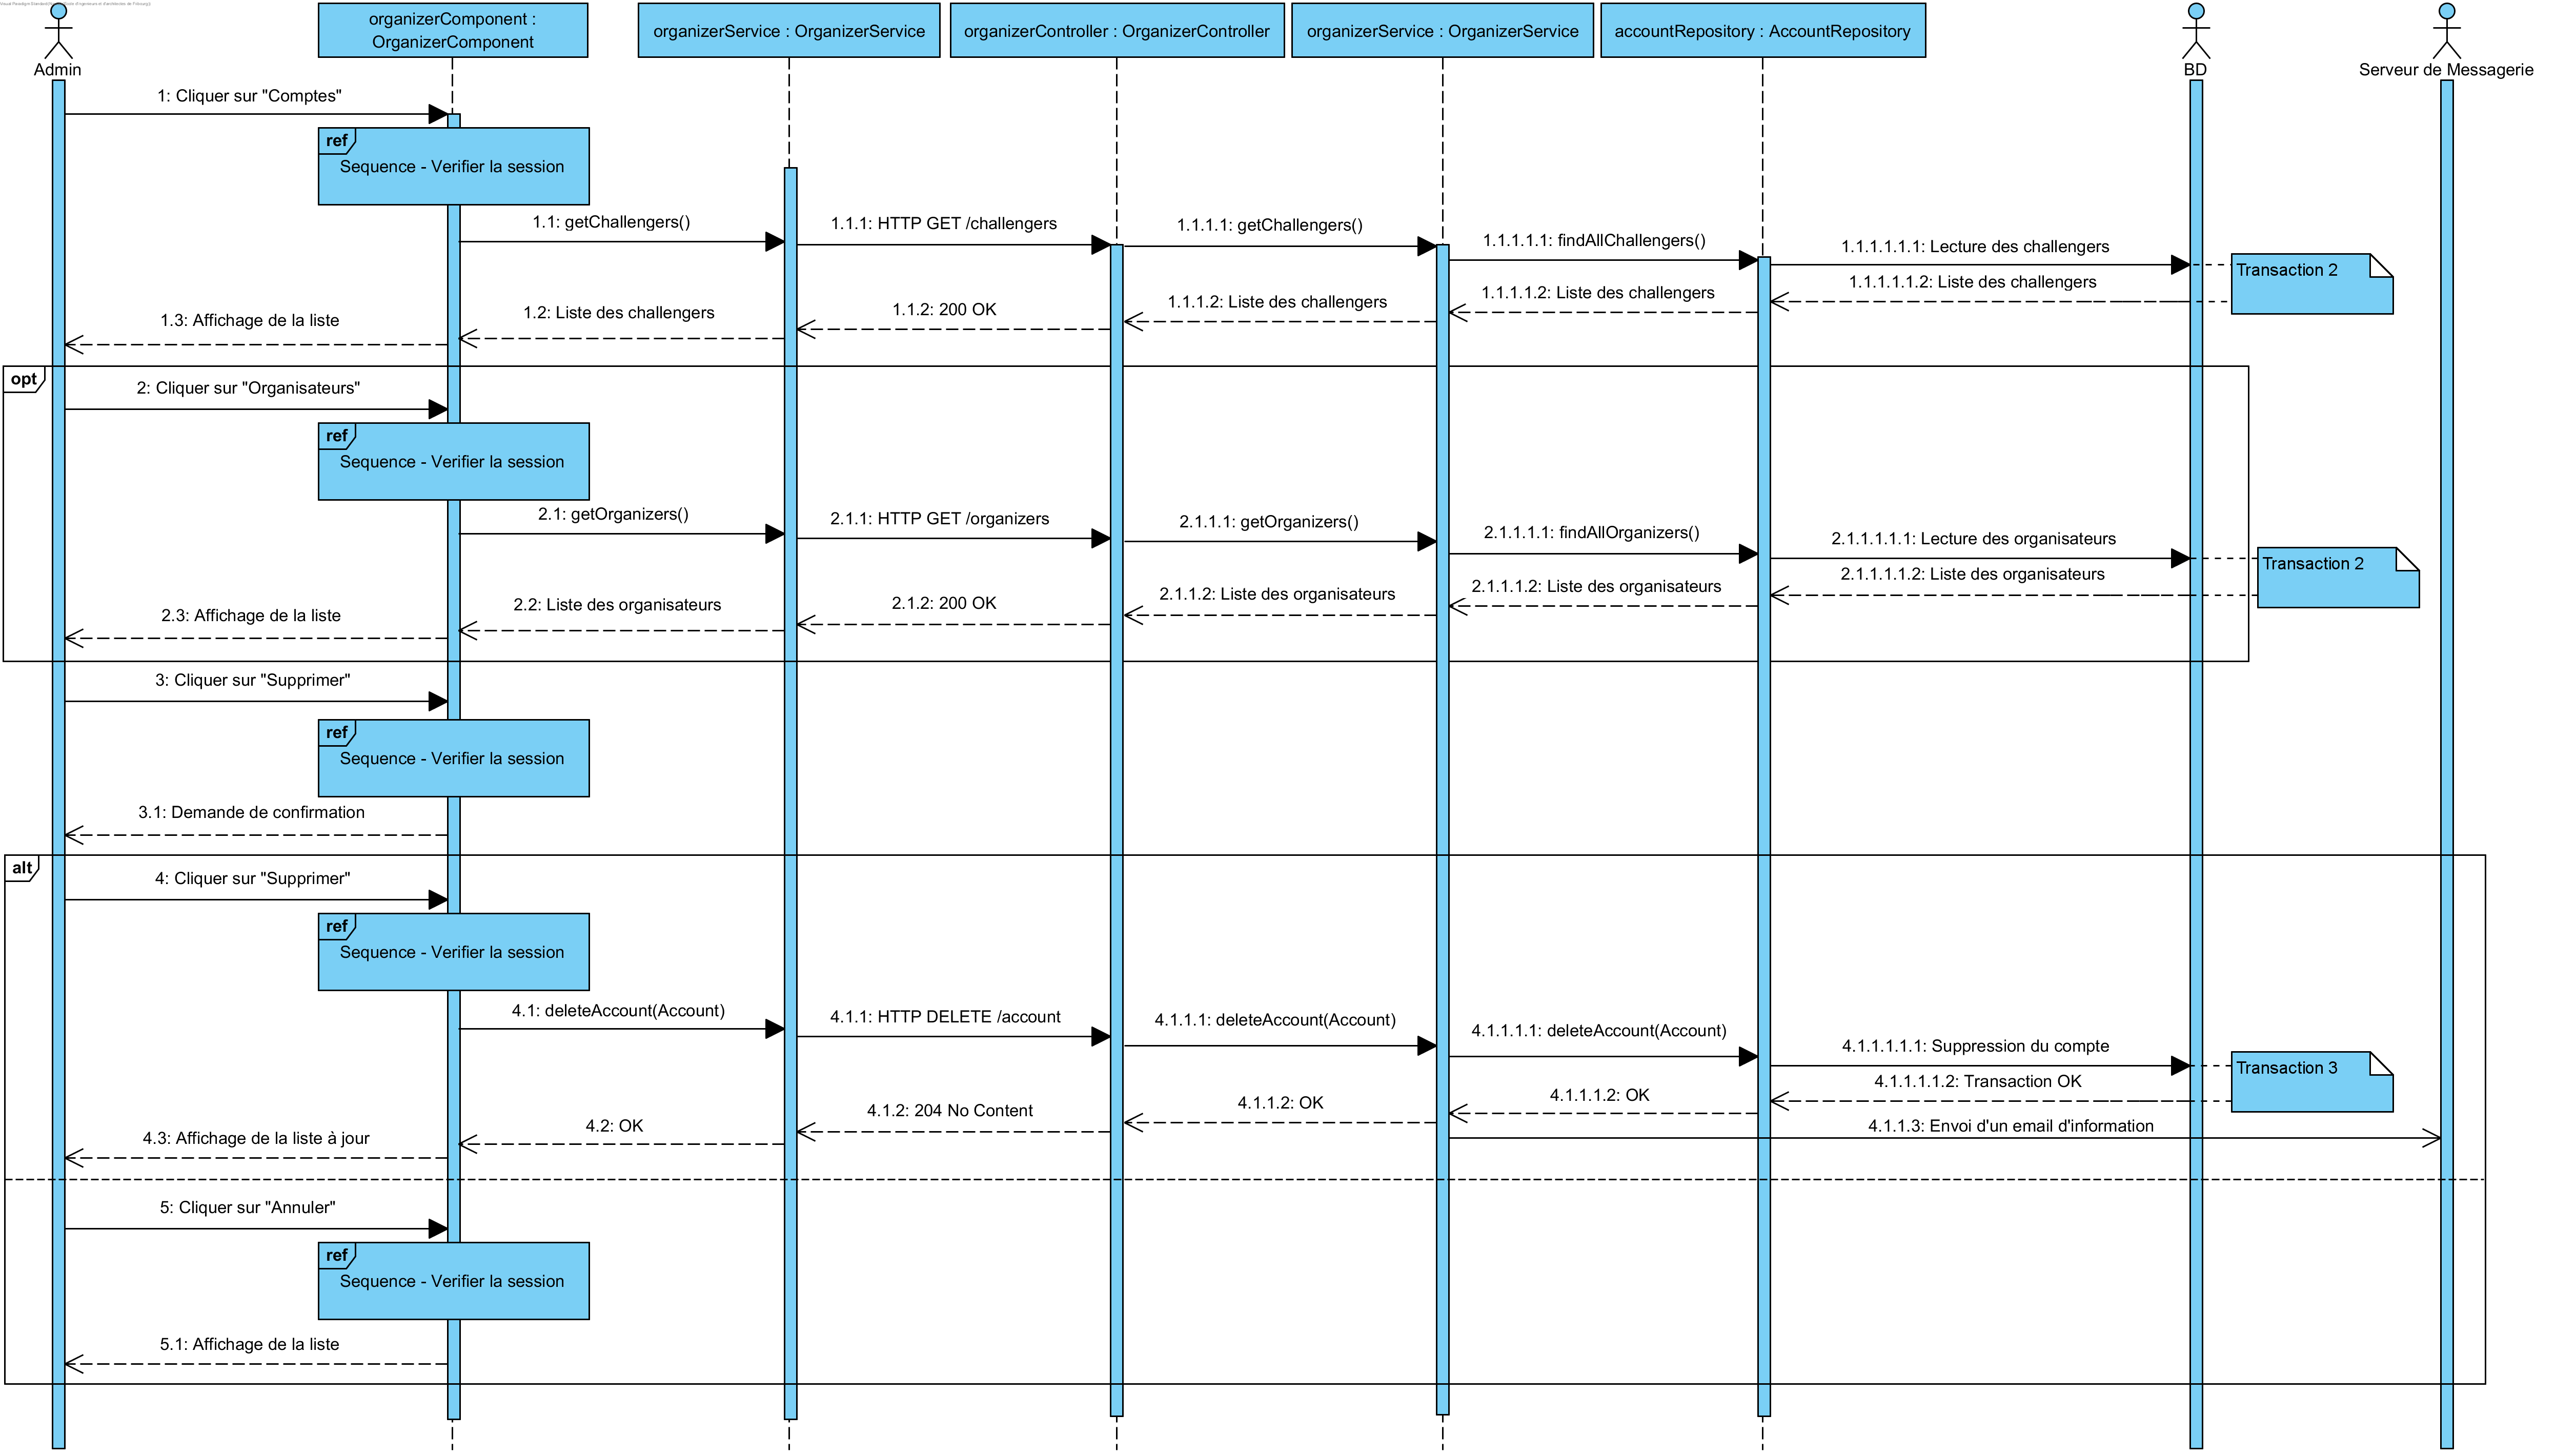 Admin
organizerComponent :
OrganizerComponent
organizerService : OrganizerService
organizerController : OrganizerController
organizerService : OrganizerService
accountRepository : AccountRepository
BD
Serveur de Messagerie
1: Cliquer sur "Comptes"
ref
Sequence - Verifier la session
1.1: getChallengers()
1.1.1: HTTP GET /challengers
1.1.1.1: getChallengers()
1.1.1.1.1: findAllChallengers()
1.1.1.1.1.1: Lecture des challengers
Transaction 2
1.1.1.1.1.2: Liste des challengers
1.1.1.1.2: Liste des challengers
1.1.1.2: Liste des challengers
1.1.2: 200 OK
1.2: Liste des challengers
1.3: Affichage de la liste
opt
2: Cliquer sur "Organisateurs"
ref
Sequence - Verifier la session
2.1: getOrganizers()
2.1.1: HTTP GET /organizers
2.1.1.1: getOrganizers()
2.1.1.1.1: findAllOrganizers()
2.1.1.1.1.1: Lecture des organisateurs
Transaction 2
2.1.1.1.1.2: Liste des organisateurs
2.1.1.1.2: Liste des organisateurs
2.1.1.2: Liste des organisateurs
2.1.2: 200 OK
2.2: Liste des organisateurs
2.3: Affichage de la liste
3: Cliquer sur "Supprimer"
ref
Sequence - Verifier la session
3.1: Demande de confirmation
alt
4: Cliquer sur "Supprimer"
ref
Sequence - Verifier la session
4.1: deleteAccount(Account)
4.1.1: HTTP DELETE /account
4.1.1.1: deleteAccount(Account)
4.1.1.1.1: deleteAccount(Account)
4.1.1.1.1.1: Suppression du compte
Transaction 3
4.1.1.1.1.2: Transaction OK
4.1.1.1.2: OK
4.1.1.2: OK
4.1.2: 204 No Content
4.2: OK
4.1.1.3: Envoi d'un email d'information
4.3: Affichage de la liste à jour
5: Cliquer sur "Annuler"
ref
Sequence - Verifier la session
5.1: Affichage de la liste